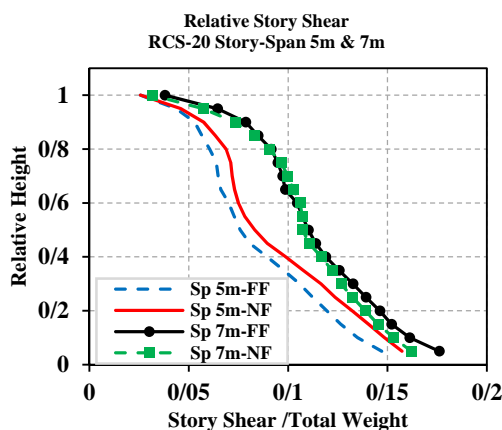 Relative Story Shear
RCS-20 Story-Span 5m & 7m
Relative Height
1
0/8
0/6
0/4
0/2
0
Sp 5m-FF
Sp 5m-NF
Sp 7m-FF
Sp 7m-NF
0 0/05 0/1 0/15 0/2
Story Shear /Total Weight